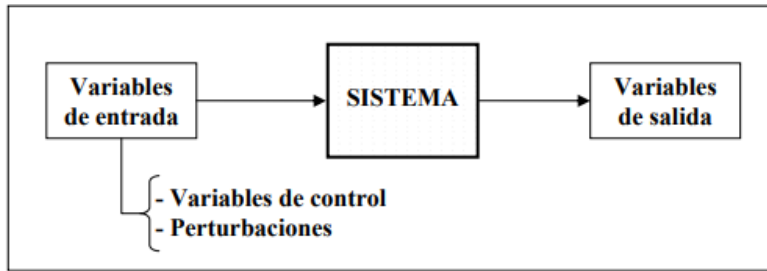 Variables
de entrada
SISTEMA
Variables
de salida
- Variables de control
- Perturbaciones